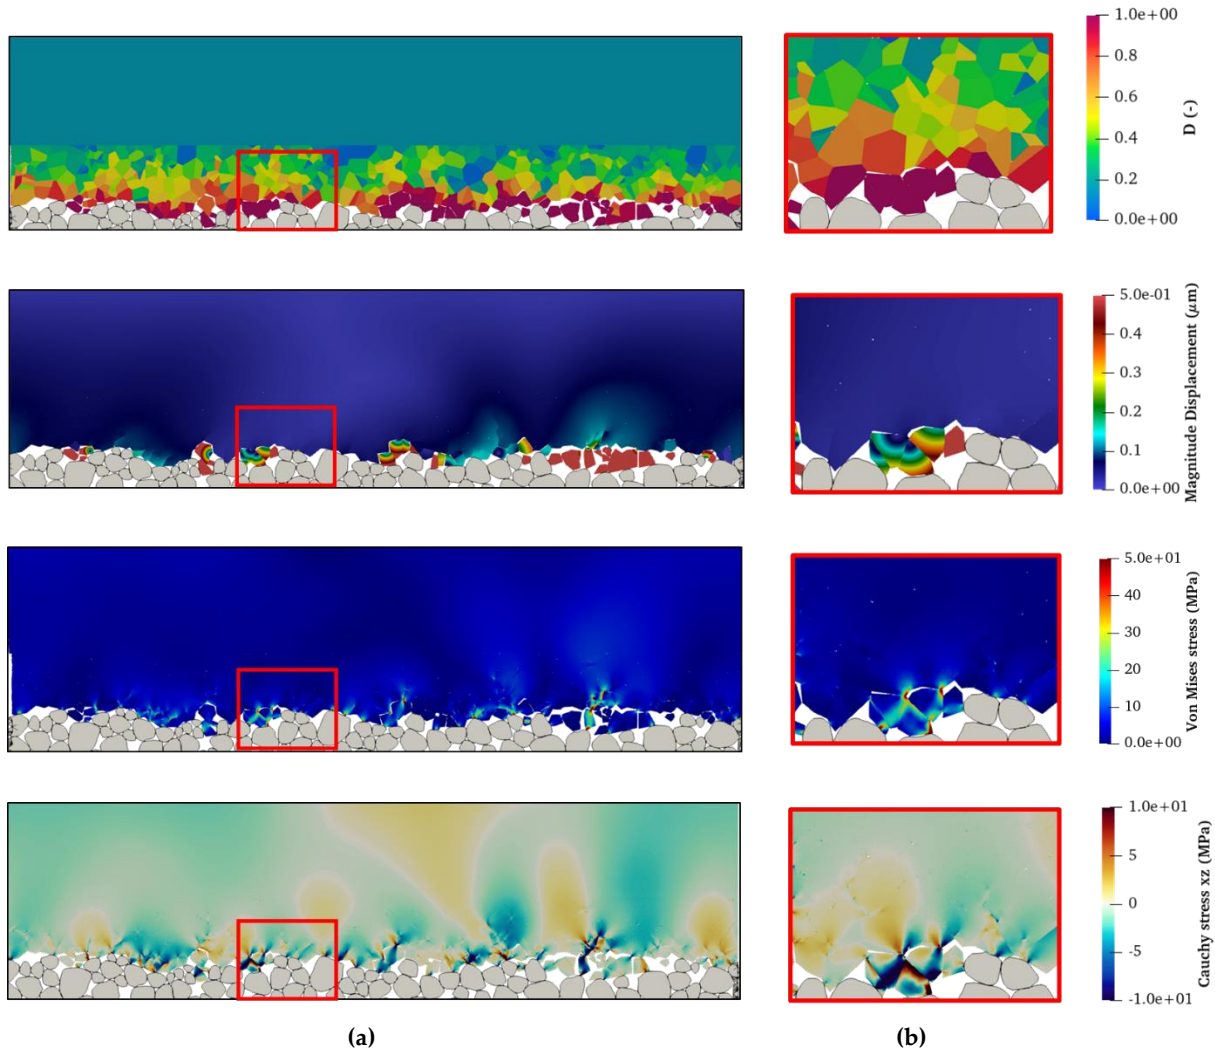 1.0e+00
0.8
0.6
0.4
0.2
0.0e+00
D (-)
5.0e-01
0.4
0.3
0.2
0.1
0.0e+00
Magnitude Displacement (μm)
5.0e+01
40
30
20
10
0.0e+00
Von Mises stress (MPa)
1.0e+01
5
0
-5
-1.0e+01
Cauchy stress xz (MPa)
(a) (b)